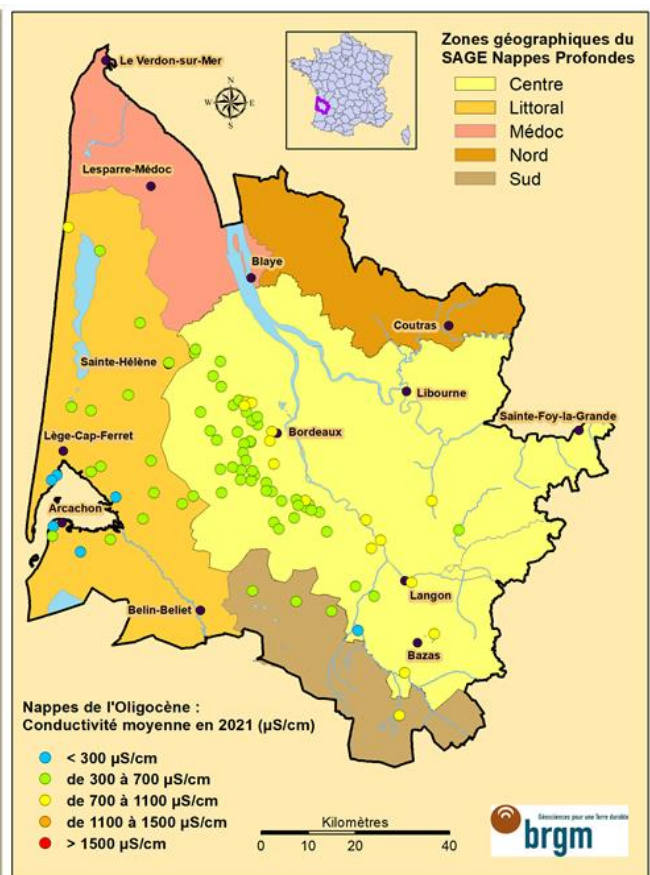 Zones géographiques du
SAGE Nappes Profondes
Centre
Littoral
Médoc
Nord
Sud
Le Verdon-sur-Mer
N
W
E
S
Lesparre-Médoc
Blaye
Coutras
Sainte-Hélène
Libourne
Sainte-Foy-la-Grande
Lège-Cap-Ferret
Bordeaux
Arcachon
Langon
Belin-Beliet
Bazas
Nappes de l'Oligocène :
Conductivité moyenne en 2021 (µS/cm)
< 300 µS/cm
de 300 à 700 µS/cm
de 700 à 1100 µS/cm
de 1100 à 1500 µS/cm
> 1500 µS/cm
Kilomètres
0 10 20 40
Géosciences pour une Terre durable
brgm